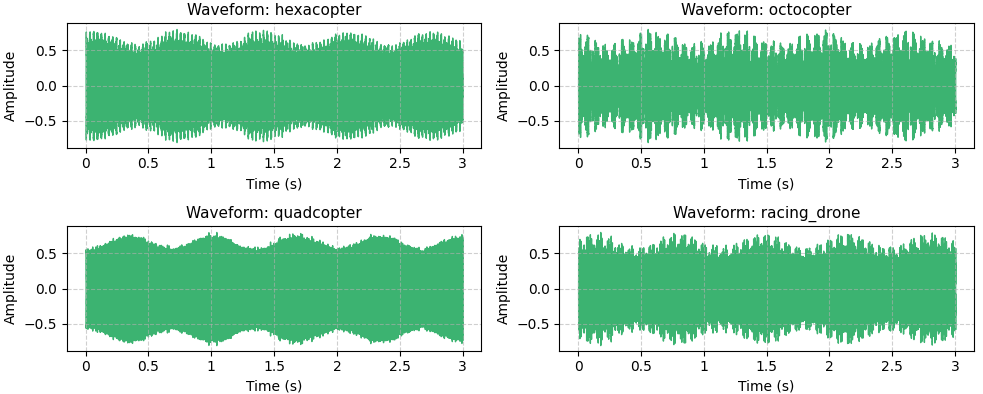 Waveform: hexacopter
Amplitude
0.5
0.0
−0.5
0 0.5 1 1.5 2 2.5 3
Time (s)
Waveform: octocopter
Amplitude
0.5
0.0
−0.5
0 0.5 1 1.5 2 2.5 3
Time (s)
Waveform: quadcopter
Amplitude
0.5
0.0
−0.5
0 0.5 1 1.5 2 2.5 3
Time (s)
Waveform: racing_drone
Amplitude
0.5
0.0
−0.5
0 0.5 1 1.5 2 2.5 3
Time (s)